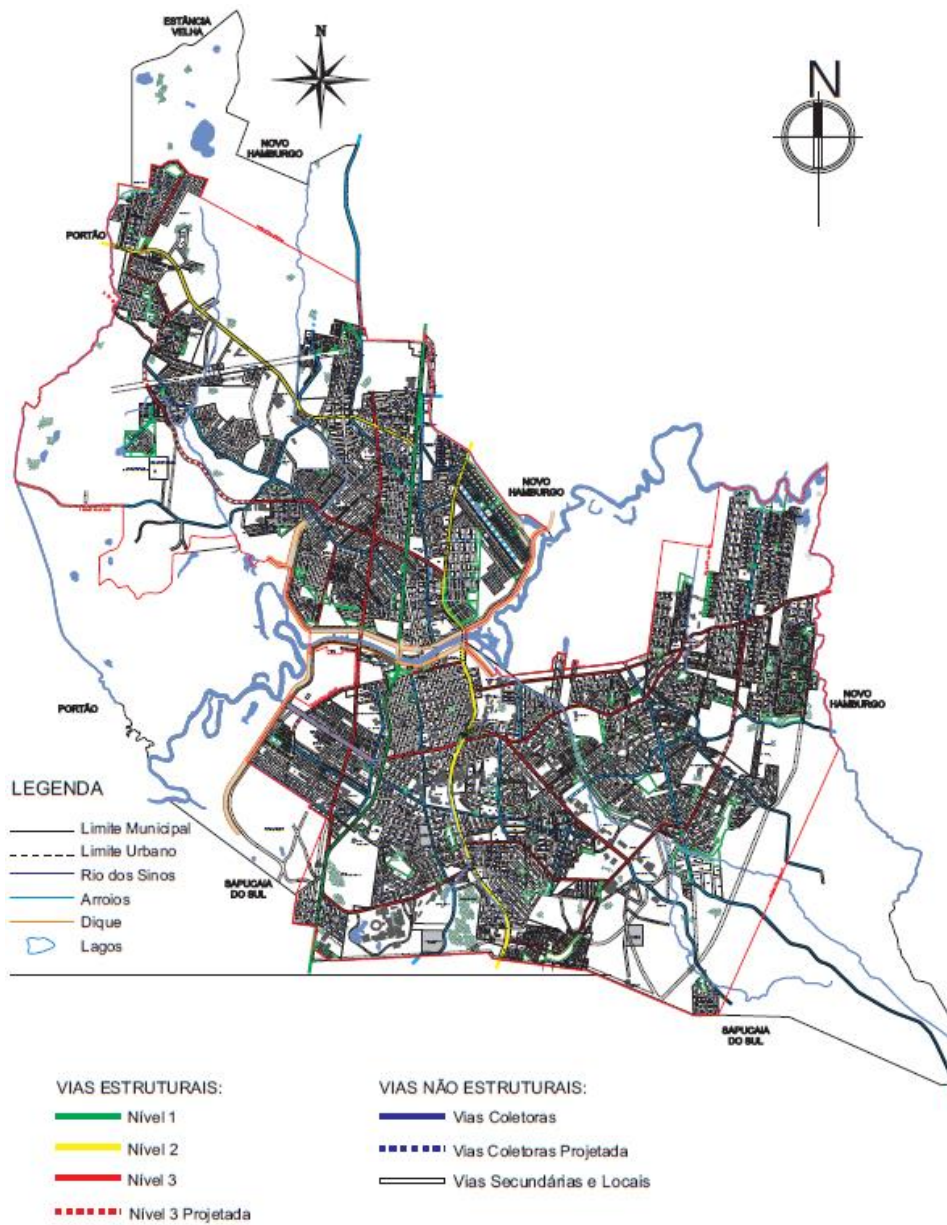 ESTÂNCIA
VELHA
N
N
NOVO
HAMBURGO
PORTÃO
NOVO
HAMBURGO
PORTÃO
NOVO
HAMBURGO
LEGENDA
Limite Municipal
Limite Urbano
Rio dos Sinos
Arroios
Dique
Lagos
SAPUCAIA
DO SUL
SAPUCAIA
DO SUL
VIAS ESTRUTURAIS:
Nível 1
Nível 2
Nível 3
Nível 3 Projetada
VIAS NÃO ESTRUTURAIS:
Vias Coletoras
Vias Coletoras Projetada
Vias Secundárias e Locais